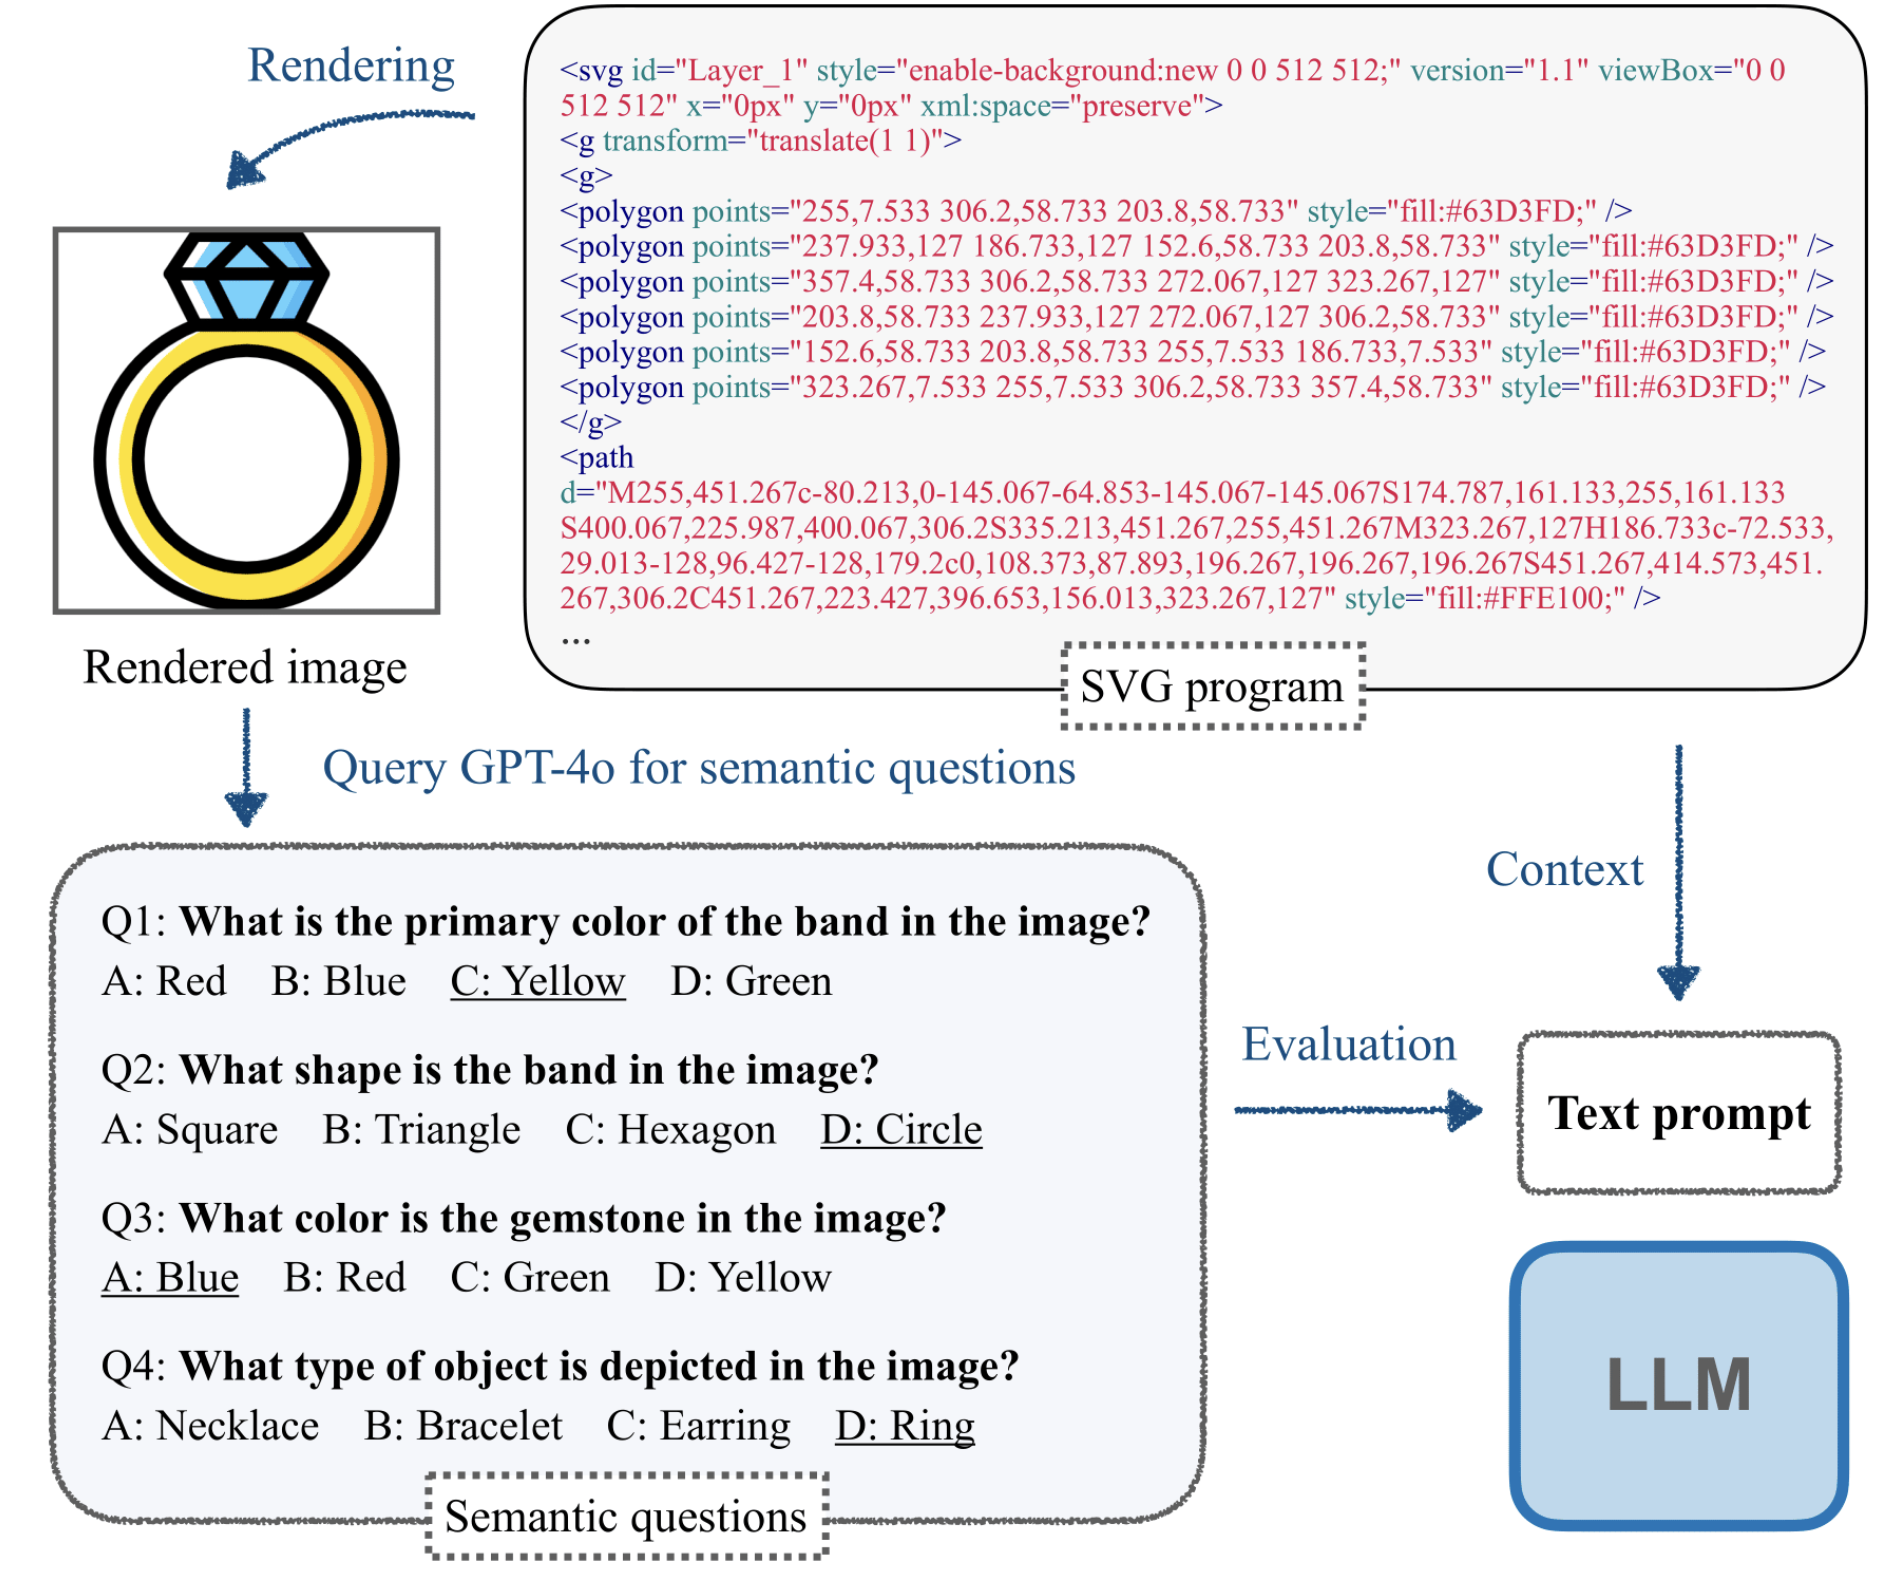 Rendering
<svg id="Layer_1" style="enable-background:new 0 0 512 512;" version="1.1" viewBox="0 0
512 512" x="0px" y="0px" xml:space="preserve">
<g transform="translate(1 1)">
<g>
<polygon points="255,7.533 306.2,58.733 203.8,58.733" style="fill:#63D3FD;" />
<polygon points="237.933,127 186.733,127 152.6,58.733 203.8,58.733" style="fill:#63D3FD;" />
<polygon points="357.4,58.733 306.2,58.733 272.067,127 323.267,127" style="fill:#63D3FD;" />
<polygon points="203.8,58.733 237.933,127 272.067,127 306.2,58.733" style="fill:#63D3FD;" />
<polygon points="152.6,58.733 203.8,58.733 255,7.533 186.733,7.533" style="fill:#63D3FD;" />
<polygon points="323.267,7.533 255,7.533 306.2,58.733 357.4,58.733" style="fill:#63D3FD;" />
</g>
<path
d="M255,451.267c-80.213,0-145.067-64.853-145.067-145.067S174.787,161.133,255,161.133
S400.067,225.987,400.067,306.2S335.213,451.267,255,451.267M323.267,127H186.733c-72.533,
29.013-128,96.427-128,179.2c0,108.373,87.893,196.267,196.267,196.267S451.267,414.573,451.
267,306.2C451.267,223.427,396.653,156.013,323.267,127" style="fill:#FFE100;" />
...
SVG program
Rendered image
Query GPT-4o for semantic questions
Context
Q1: What is the primary color of the band in the image?
A: Red B: Blue C: Yellow D: Green
Q2: What shape is the band in the image?
A: Square B: Triangle C: Hexagon D: Circle
Q3: What color is the gemstone in the image?
A: Blue B: Red C: Green D: Yellow
Q4: What type of object is depicted in the image?
A: Necklace B: Bracelet C: Earring D: Ring
Semantic questions
Evaluation
Text prompt
LLM